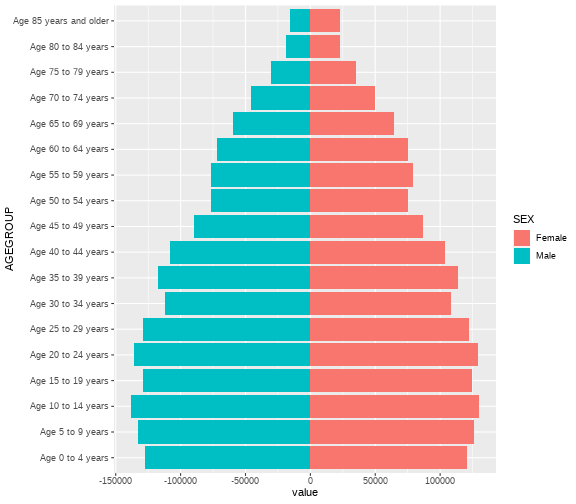 AGEGROUP
Age 85 years and older
Age 80 to 84 years
Age 75 to 79 years
Age 70 to 74 years
Age 65 to 69 years
Age 60 to 64 years
Age 55 to 59 years
Age 50 to 54 years
Age 45 to 49 years
Age 40 to 44 years
Age 35 to 39 years
Age 30 to 34 years
Age 25 to 29 years
Age 20 to 24 years
Age 15 to 19 years
Age 10 to 14 years
Age 5 to 9 years
Age 0 to 4 years
-150000 -100000 -50000 0 50000 100000
value
SEX
Female
Male